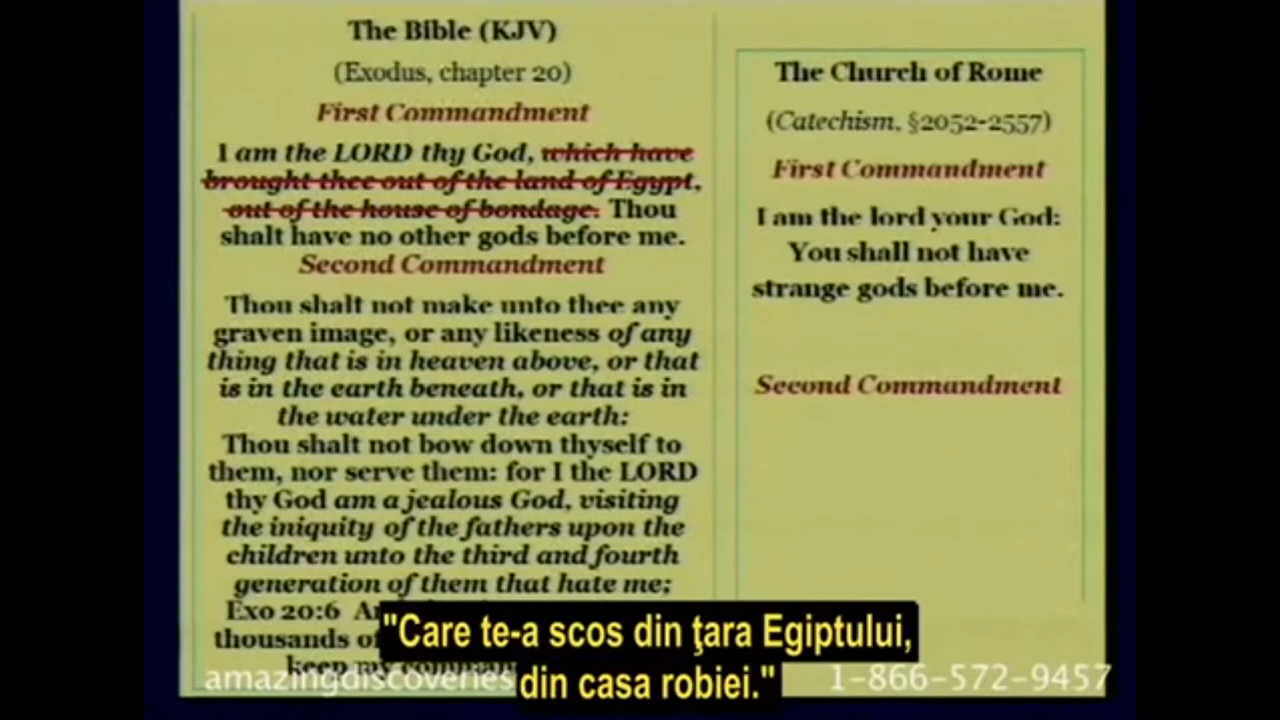 The Bible (KJV)
(Exodus, chapter 20)
First Commandment
I am the LORD thy God, which have
brought thee out of the land of Egypt,
out of the house of bondage. Thou
shalt have no other gods before me.
Second Commandment
Thou shalt not make unto thee any
graven image, or any likeness of any
thing that is in heaven above, or that
is in the earth beneath, or that is in
the water under the earth:
Thou shalt not bow down thyself to
them, nor serve them: for I the LORD
thy God am a jealous God, visiting
the iniquity of the fathers upon the
children unto the third and fourth
generation of them that hate me;
Exo 20:6
thousands of
keep my
The Church of Rome
(Catechism, §2052-2557)
First Commandment
I am the lord your God:
You shall not have
strange gods before me.
Second Commandment
"Care te-a scos din ţara Egiptului,
din casa robiei."
amazingdiscoveries
1-866-572-9457